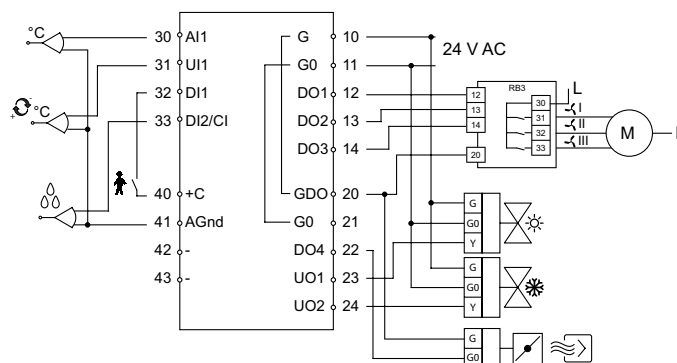 °C
30 AI1 G 10
24 V AC
31 UI1 G0 11
RB3
L
32 DI1 DO1 12 12 30 I
°C
33 DI2/CI DO2 13 13 31 II
M
DO3 14 14 32 III
20 33
40 +C GDO 20
G
41 AGnd G0 21
G0
42 - DO4 22
Y
43 - UO1 23
G
UO2 24
G0
Y
G
G0